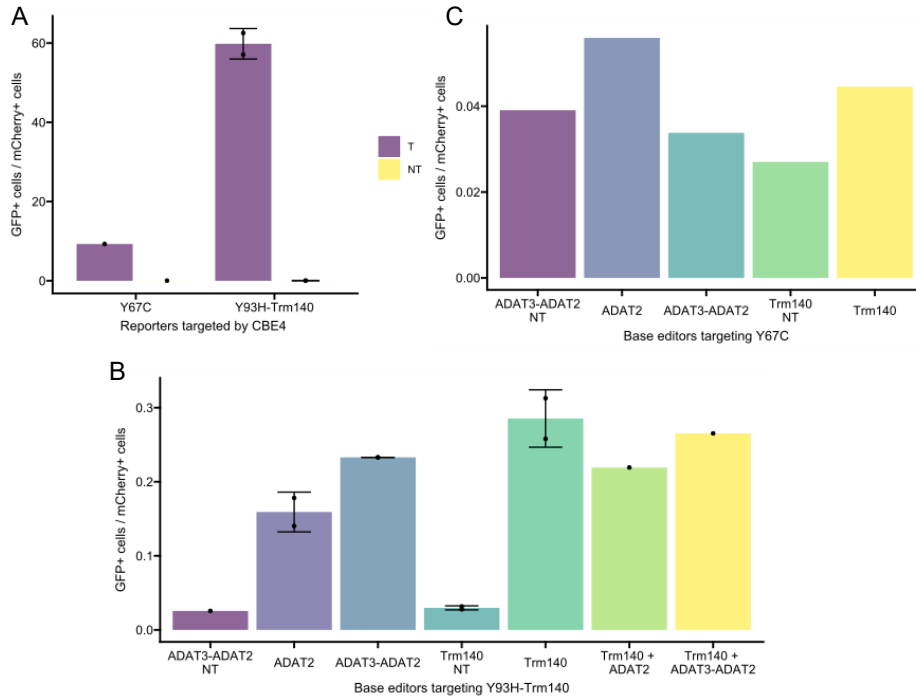 A
GFP+ cells / mCherry+ cells
60
40
20
0
Y67C
Y93H-Trm140
Reporters targeted by CBE4
T
NT
C
GFP+ cells / mCherry+ cells
0.04
0.02
0.00
ADAT3-ADAT2
NT
ADAT2
ADAT3-ADAT2
Trm140
NT
Trm140
Base editors targeting Y67C
B
GFP+ cells / mCherry+ cells
0.3
0.2
0.1
0.0
ADAT3-ADAT2
NT
ADAT2
ADAT3-ADAT2
Trm140
NT
Trm140
Trm140 +
ADAT2
Trm140 +
ADAT3-ADAT2
Base editors targeting Y93H-Trm140